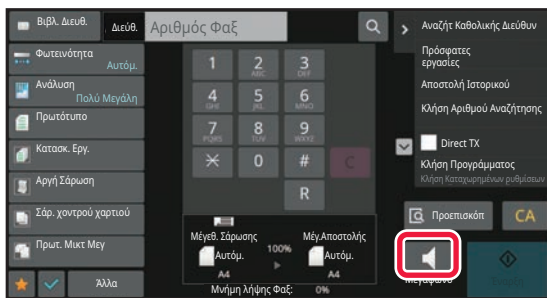 Βιβλ. Διευθ.
Διεύθ.
Αριθμός Φαξ
Φωτεινότητα
Αυτόμ.
Ανάλυση
Πολύ Μεγάλη
Πρωτότυπο
Κατασκ. Εργ.
Αργή Σάρωση
Σάρ. χοντρού χαρτιού
Πρωτ. Μικτ Μεγ
Άλλα
1
2
ABC
3
DEF
4
GHI
5
JKL
6
MNO
7
PQRS
8
TUV
9
WXYZ
0
#
C
R
Μέγεθ. Σάρωσης
Αυτόμ.
A4
100%
Μέγ.Αποστολής
Αυτόμ.
A4
Μνήμη λήψης Φαξ: 0%
Αναζήτ Καθολικής Διεύθυν
Πρόσφατες
εργασίες
Αποστολή Ιστορικού
Κλήση Αριθμού Αναζήτησης
Direct TX
Κλήση Προγράμματος
Κλήση Καταχωρημένων ρυθμίσεων
Προεπισκόπ
CA
Μεγάφωνο